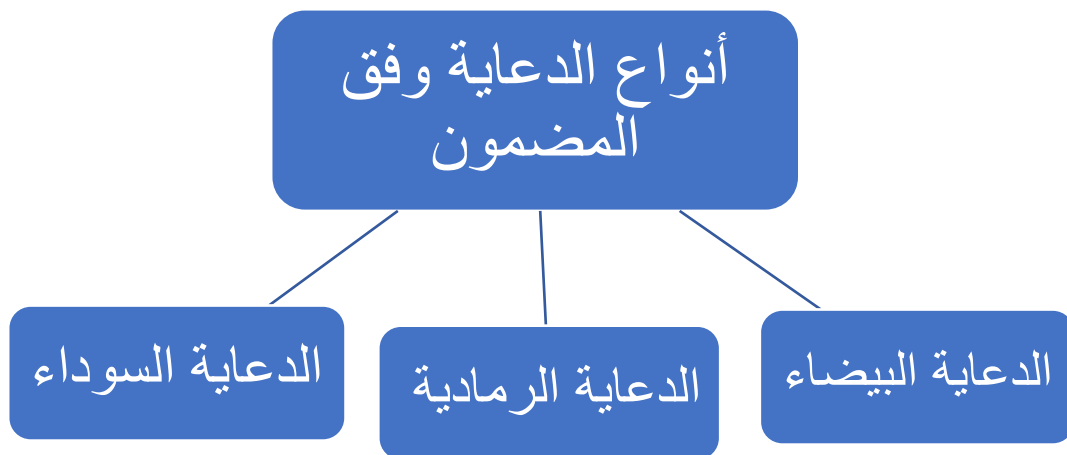 أنواع الدعاية وفق
المضمون
الدعاية البيضاء
الدعاية الرمادية
الدعاية السوداء